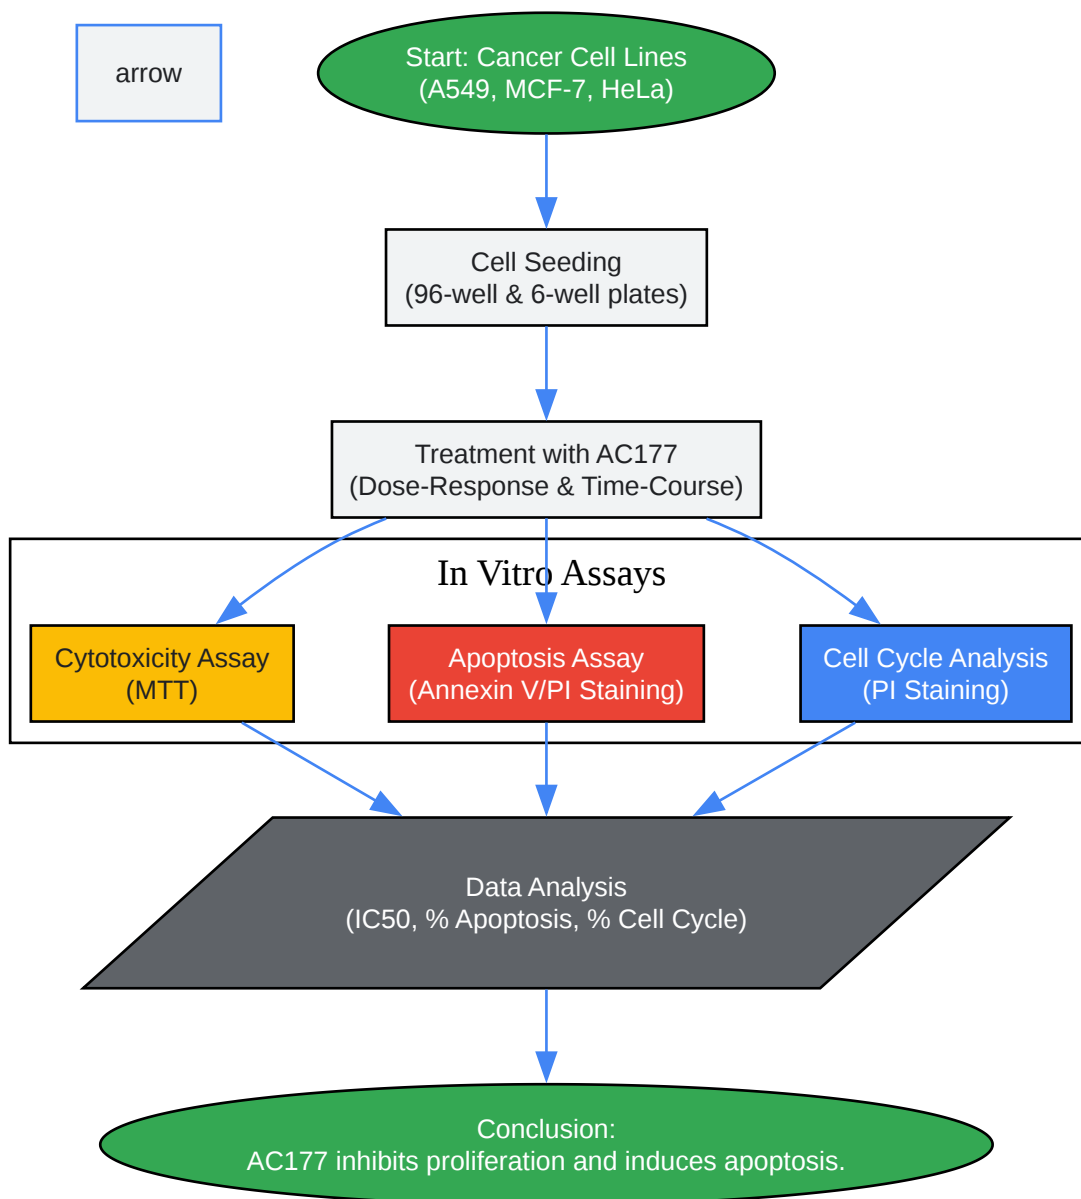 arrow
Start: Cancer Cell Lines
(A549, MCF-7, HeLa)
Cell Seeding
(96-well & 6-well plates)
Treatment with AC177
(Dose-Response & Time-Course)
In Vitro Assays
Cytotoxicity Assay
(MTT)
Apoptosis Assay
(Annexin V/PI Staining)
Cell Cycle Analysis
(PI Staining)
Data Analysis
(IC50, % Apoptosis, % Cell Cycle)
Conclusion:
AC177 inhibits proliferation and induces apoptosis.